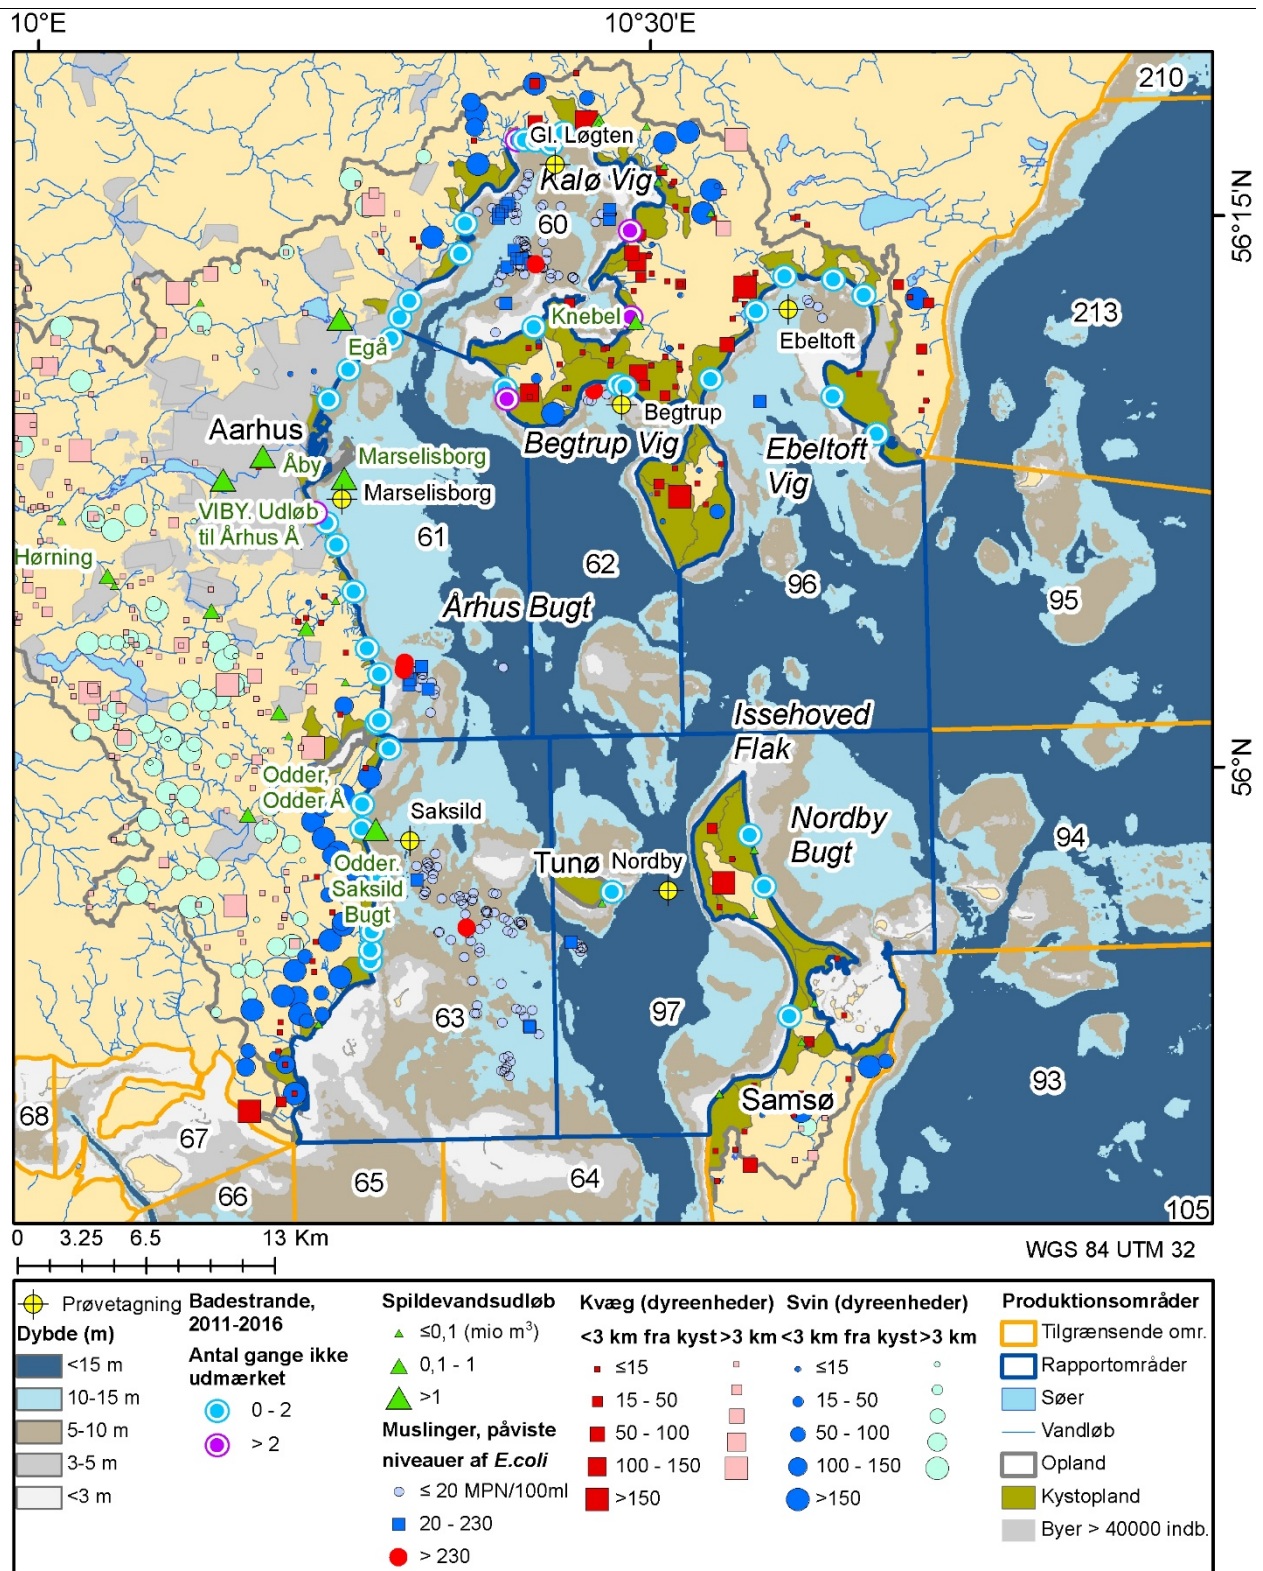 10°E
10°30'E
210
Gl. Løgten
Kalø Vig
60
56°15'N
213
Knebel
Egå
Ebeltoft
Begtrup
Aarhus
Begtrup Vig
Ebeltoft
Vig
Åby
Marselisborg
Marselisborg
VIBY. Udløb
til Århus Å
61
62
Hørning
96
95
Århus Bugt
Issehoved
Flak
56°N
Odder,
Odder Å
Saksild
Nordby
Bugt
94
Odder.
Saksild
Bugt
Tunø
Nordby
63
97
93
Samsø
68
67
66
65
64
105
0 3.25 6.5 13 Km
WGS 84 UTM 32
Prøvetagning
Dybde (m)
<15 m
10-15 m
5-10 m
3-5 m
<3 m
Badestrande,
2011-2016
Antal gange ikke
udmærket
0 - 2
> 2
Spildevandsudløb
≤0,1 (mio m³)
0,1 - 1
>1
Muslinger, påviste
niveauer af E.coli
≤ 20 MPN/100ml
20 - 230
> 230
Kvæg (dyreenheder)
<3 km fra kyst >3 km
≤15
15 - 50
50 - 100
100 - 150
>150
Svin (dyreenheder)
<3 km fra kyst >3 km
≤15
15 - 50
50 - 100
100 - 150
>150
Produktionsområder
Tilgrænsende omr.
Rapportområder
Søer
Vandløb
Opland
Kystopland
Byer > 40000 indb.